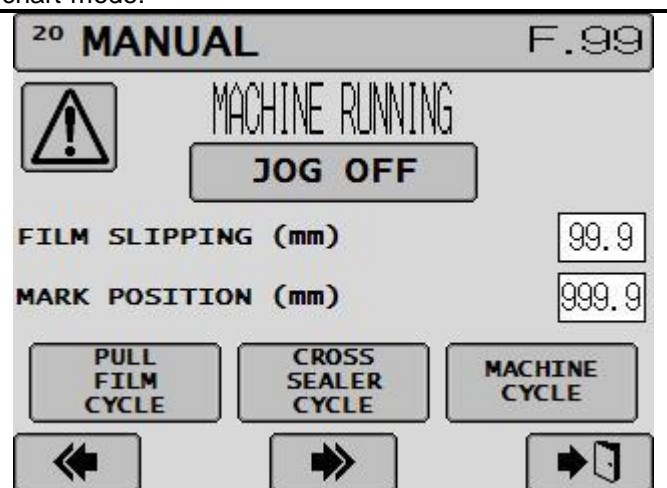 chart mode.
20 MANUAL F.99
MACHINE RUNNING
JOG OFF
FILM SLIPPING (mm) 99.9
MARK POSITION (mm) 999.9
PULL FILM CYCLE
CROSS SEALER CYCLE
MACHINE CYCLE